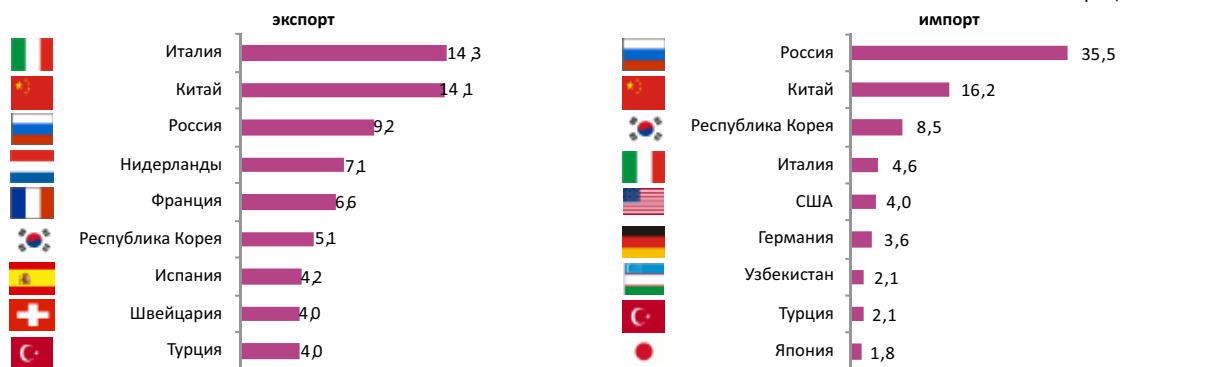 экспорт
Италия 14,3
Китай 14,1
Россия 9,2
Нидерланды 7,1
Франция 6,6
Республика Корея 5,1
Испания 4,2
Швейцария 4,0
Турция 4,0
импорт
Россия 35,5
Китай 16,2
Республика Корея 8,5
Италия 4,6
США 4,0
Германия 3,6
Узбекистан 2,1
Турция 2,1
Япония 1,8